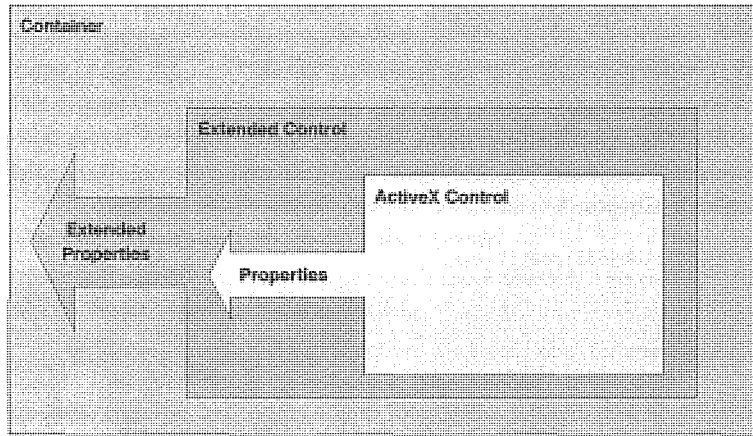 Container
Extended Control
ActiveX Control
Extended
Properties
Properties